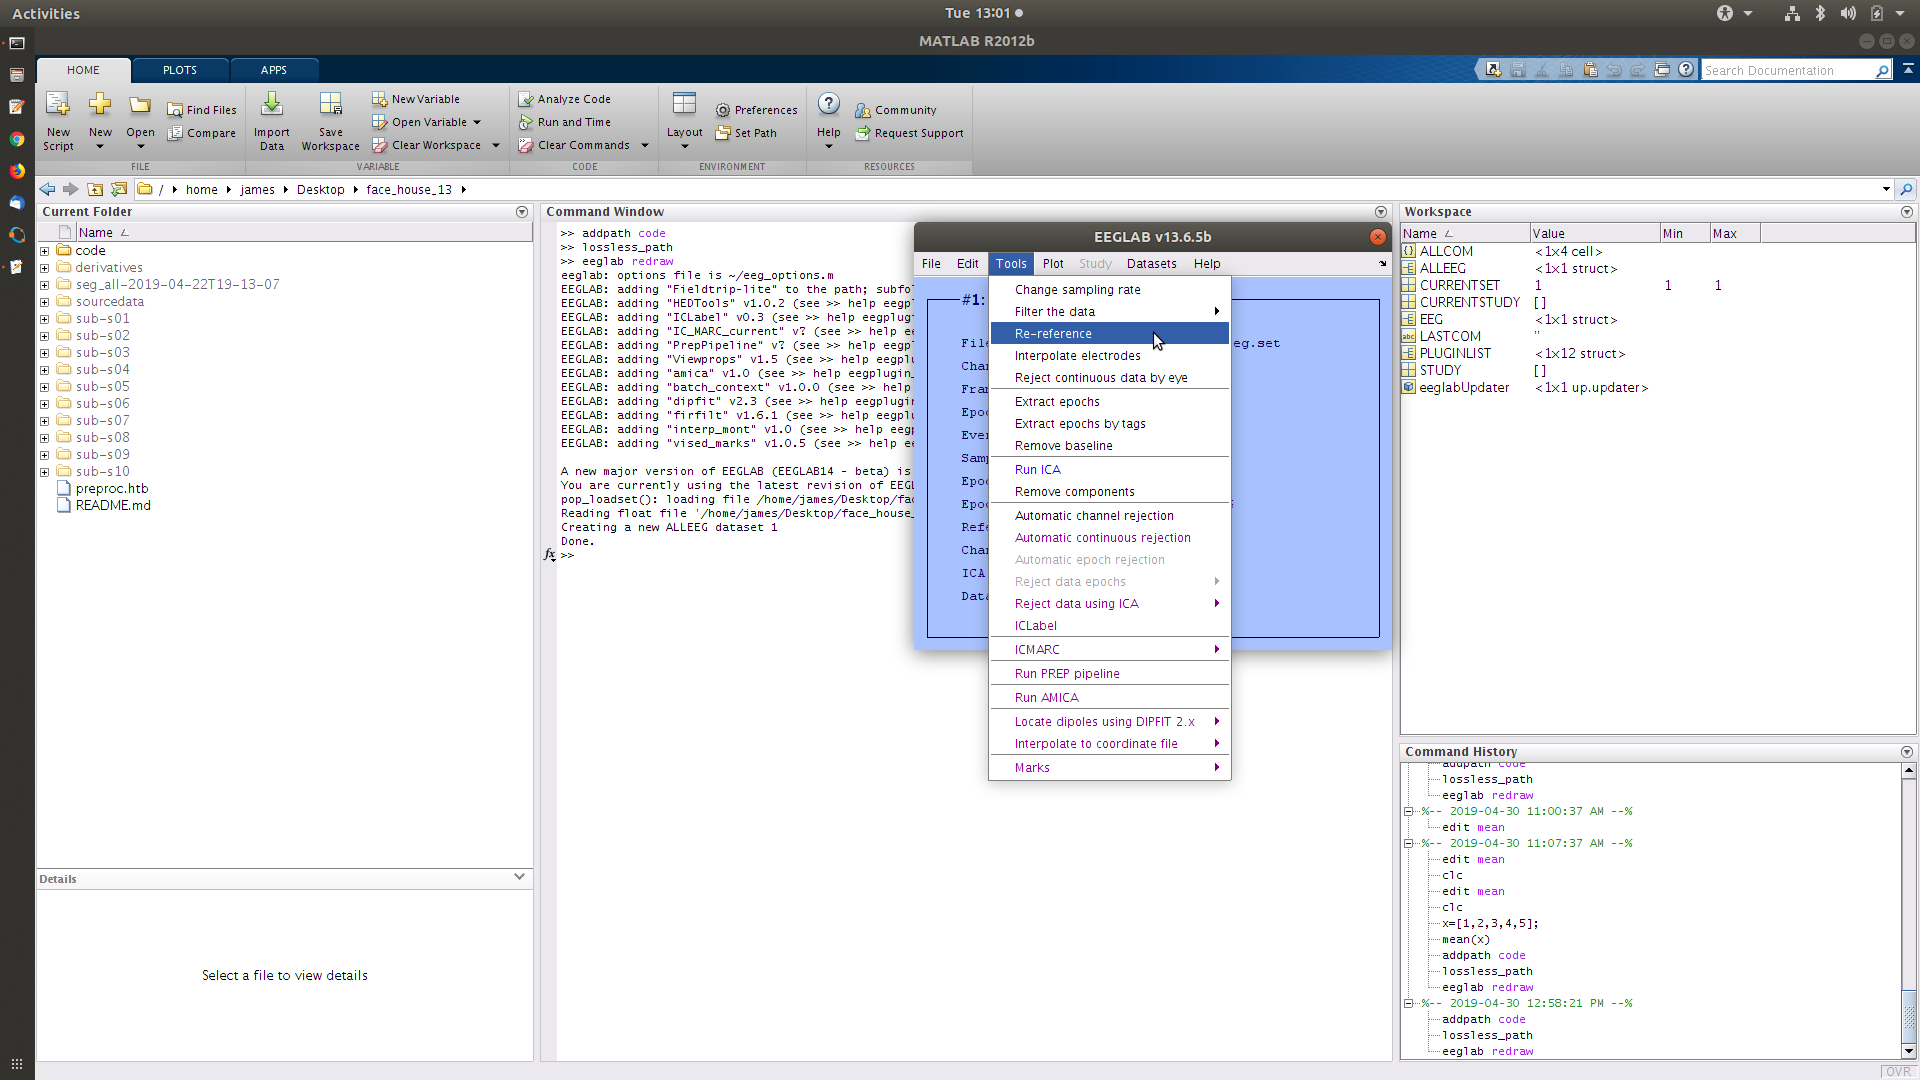 Activities
Tue 13:01
MATLAB R2012b
HOME
PLOTS
APPS
Search Documentation
New Script
New
Open
Find Files
Compare
Import Data
Save Workspace
New Variable
Open Variable
Clear Workspace
Analyze Code
Run and Time
Clear Commands
Layout
Preferences
Set Path
Help
Community
Request Support
FILE
VARIABLE
CODE
ENVIRONMENT
RESOURCES
/ home james Desktop face_house_13
Current Folder
Name
code
derivatives
seg_all-2019-04-22T19-13-07
sourcedata
sub-s01
sub-s02
sub-s03
sub-s04
sub-s05
sub-s06
sub-s07
sub-s08
sub-s09
sub-s10
preproc.htb
README.md
Details
Select a file to view details
Command Window
>> addpath code
>> lossless_path
>> eeglab redraw
eeglab: options file is ~/eeg_options.m
EEGLAB: adding "Fieldtrip-lite" to the path; subfol
EEGLAB: adding "HEDTools" v1.0.2 (see >> help eegplu
EEGLAB: adding "ICLabel" v0.3 (see >> help eegplugi
EEGLAB: adding "IC_MARC_current" v? (see >> help ee
EEGLAB: adding "PrepPipeline" v? (see >> help eegpl
EEGLAB: adding "Viewprops" v1.5 (see >> help eegplu
EEGLAB: adding "amica" v1.0 (see >> help eegplugin_
EEGLAB: adding "batch_context" v1.0.0 (see >> help
EEGLAB: adding "dipfit" v2.3 (see >> help eegplugin
EEGLAB: adding "firfilt" v1.6.1 (see >> help eegplu
EEGLAB: adding "interp_mont" v1.0 (see >> help eegp
EEGLAB: adding "vised_marks" v1.0.5 (see >> help ee
A new major version of EEGLAB (EEGLAB14 - beta) is
You are currently using the latest revision of EEGL
pop_loadset(): loading file /home/james/Desktop/fac
Reading float file '/home/james/Desktop/face_house_
Creating a new ALLEEG dataset 1
Done.
fx >>
EEGLAB v13.6.5b
File Edit Tools Plot Study Datasets Help
#1:
File
eg.set
Chan
Fram
Epoc
Even
Samp
Epoc
Epoc
Refe
Chan
ICA
Data
Change sampling rate
Filter the data
Re-reference
Interpolate electrodes
Reject continuous data by eye
Extract epochs
Extract epochs by tags
Remove baseline
Run ICA
Remove components
Automatic channel rejection
Automatic continuous rejection
Automatic epoch rejection
Reject data epochs
Reject data using ICA
ICLabel
ICMARC
Run PREP pipeline
Run AMICA
Locate dipoles using DIPFIT 2.x
Interpolate to coordinate file
Marks
Workspace
Name Value Min Max
ALLCOM <1x4 cell>
ALLEEG <1x1 struct>
CURRENTSET 1 1 1
CURRENTSTUDY []
EEG <1x1 struct>
LASTCOM ''
PLUGINLIST <1x12 struct>
STUDY []
eeglabUpdater <1x1 up.updater>
Command History
addpath code
lossless_path
eeglab redraw
%-- 2019-04-30 11:00:37 AM --%
edit mean
%-- 2019-04-30 11:07:37 AM --%
edit mean
clc
edit mean
clc
x=[1,2,3,4,5];
mean(x)
addpath code
lossless_path
eeglab redraw
%-- 2019-04-30 12:58:21 PM --%
addpath code
lossless_path
eeglab redraw
OVR